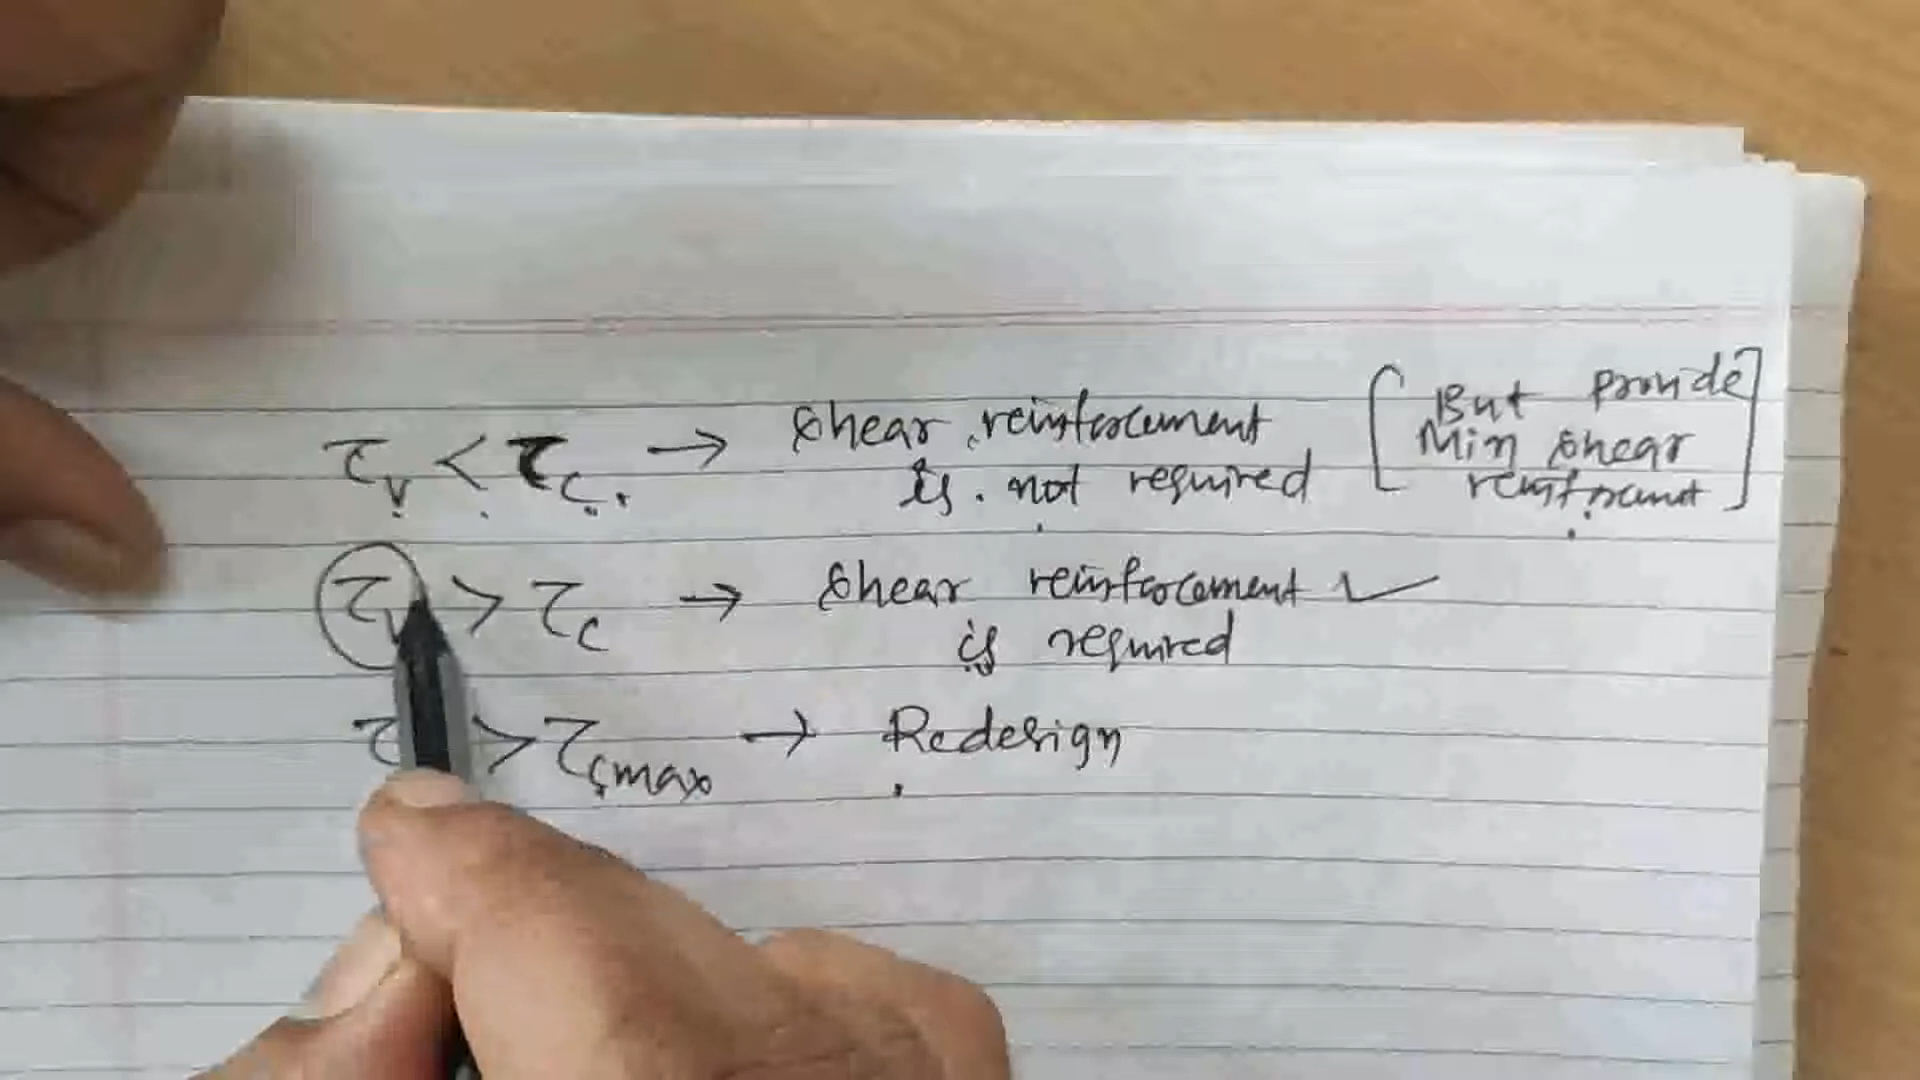 τv < τc. → Shear reinforcement [But provide
is not required Min shear
reinforcement]
τv > τc → Shear reinforcement ✓
is required
τ > τcmax → Redesign